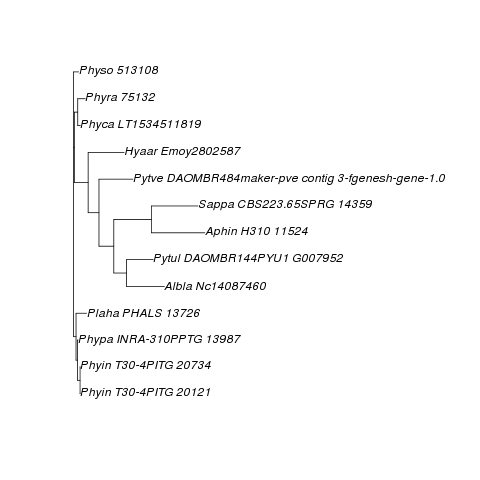 Physo 513108
Phyra 75132
Phyca LT1534511819
Hyaar Emoy2802587
Pytve DAOMBR484maker-pve contig 3-fgenesh-gene-1.0
Sappa CBS223.65SPRG 14359
Aphin H310 11524
Pytul DAOMBR144PYU1 G007952
Albla Nc14087460
Plaha PHALS 13726
Phypa INRA-310PPTG 13987
Phyin T30-4PITG 20734
Phyin T30-4PITG 20121